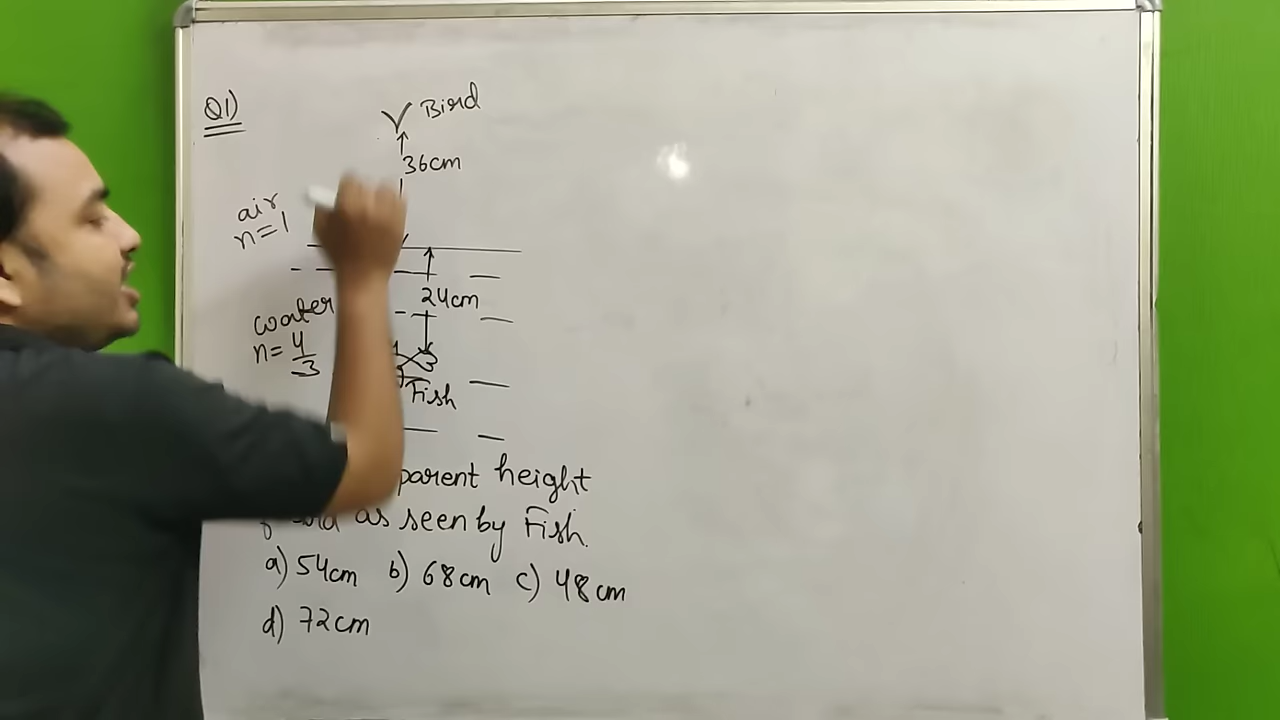 Q1)
Bird
36cm
air
n=1
24cm
water
n=4/3
Fish
parent height
as seen by Fish.
a) 54cm b) 68cm c) 48cm
d) 72cm